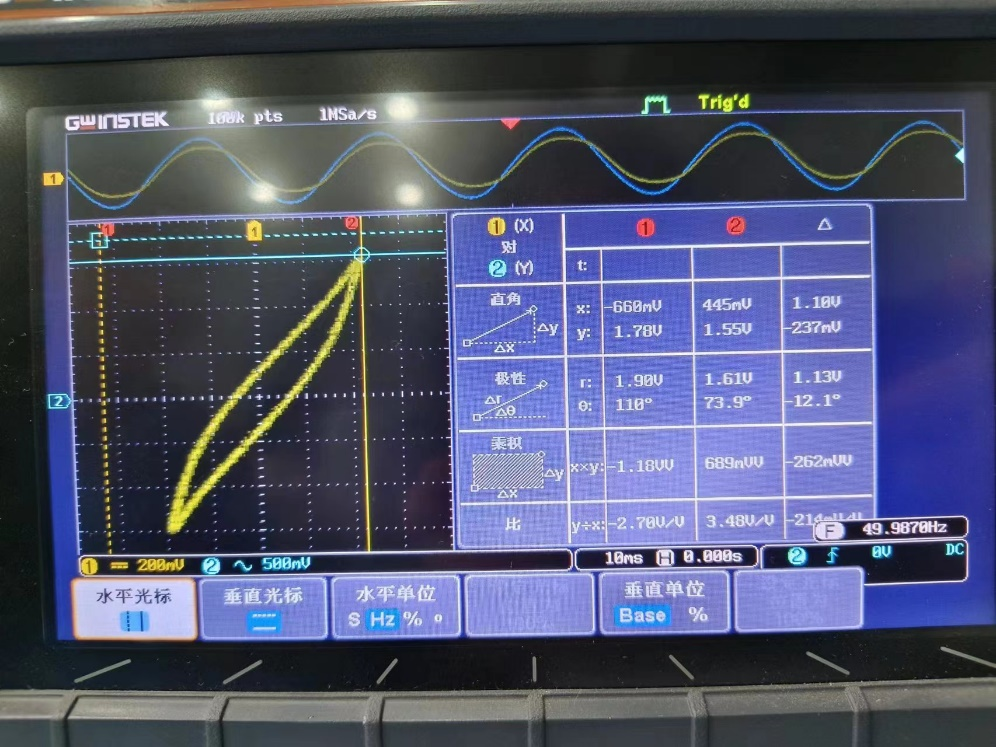 GWINSTEK 100k pts 1MSa/s Trig'd
1
1 1 2
2
1 (X)
对
2 (Y)
1 2 Δ
t:
直角
Δy
Δx
x: -660mV 445mV 1.10V
y: 1.78V 1.55V -237mV
极性
Δr
Δθ
r: 1.90V 1.61V 1.13V
θ: 110° 73.9° -12.1°
乘积
Δy
Δx
x×y: -1.18VV 689mVV -262mVV
比
y÷x: -2.70V/V 3.48V/V
F 49.9870Hz
1 200mV 2 500mV
10ms H 0.000s
2 0V DC
水平光标
垂直光标
水平单位
S Hz % °
垂直单位
Base %